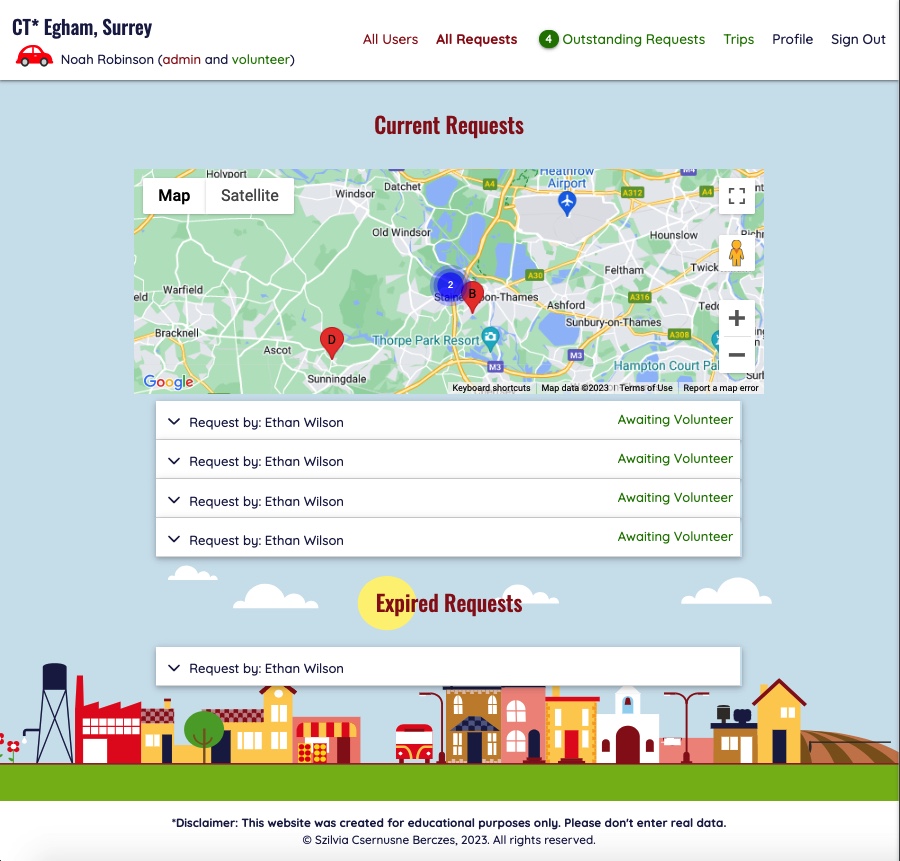 CT* Egham, Surrey
Noah Robinson (admin and volunteer)
All Users All Requests 4 Outstanding Requests Trips Profile Sign Out
Current Requests
Map Satellite
Holyport
Windsor
Datchet
A4
Heathrow
Airport
A312
M4
A4
Old Windsor
Hounslow
A30
Feltham
Twick
Warfield
2
B
Ashford
A316
Bracknell
Ascot
D
Thorpe Park Resort
Sunbury-on-Thames
A308
M3
M3
Hampton Court Pa
Sunningdale
Google
Keyboard shortcuts Map data ©2023 Terms of Use Report a map error
Request by: Ethan Wilson Awaiting Volunteer
Request by: Ethan Wilson Awaiting Volunteer
Request by: Ethan Wilson Awaiting Volunteer
Request by: Ethan Wilson Awaiting Volunteer
Expired Requests
Request by: Ethan Wilson
*Disclaimer: This website was created for educational purposes only. Please don't enter real data.
© Szilvia Csernusne Berczes, 2023. All rights reserved.